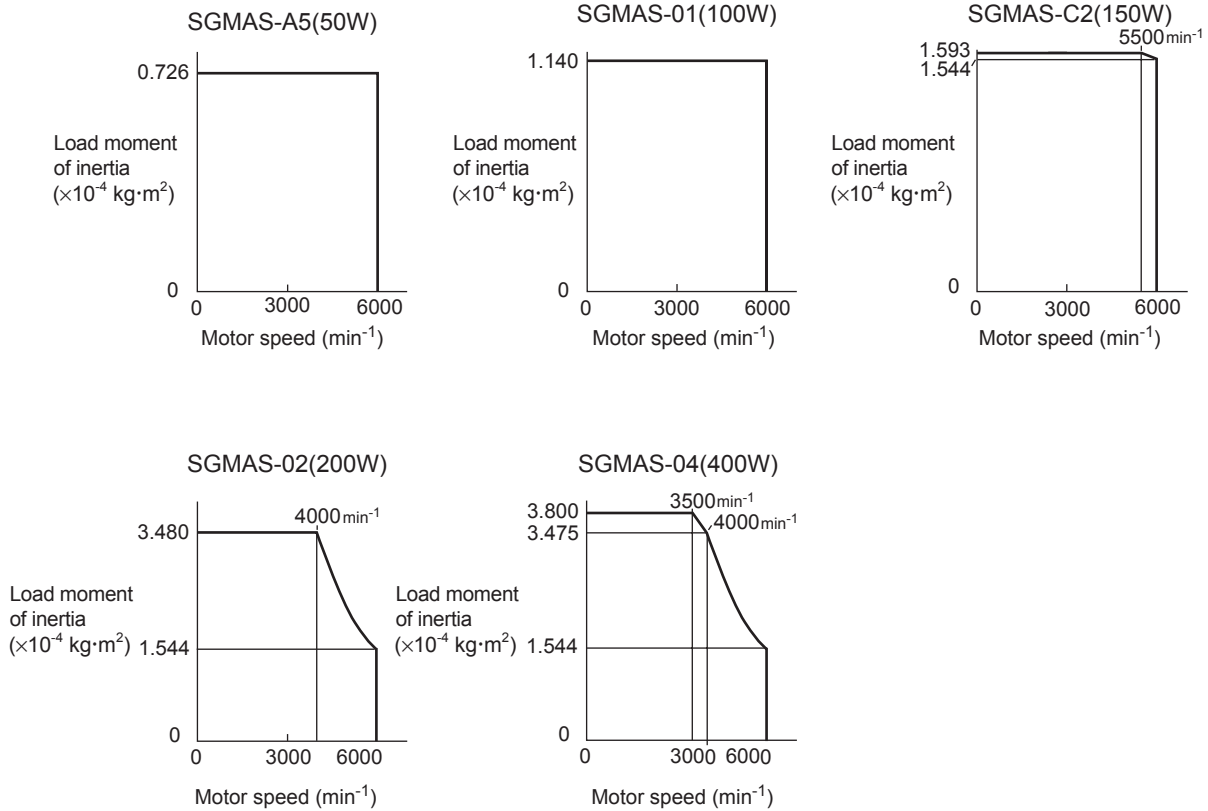 SGMAS-A5(50W)
0.726
Load moment
of inertia
(×10⁻⁴ kg·m²)
0
0 3000 6000
Motor speed (min⁻¹)
SGMAS-01(100W)
1.140
Load moment
of inertia
(×10⁻⁴ kg·m²)
0
0 3000 6000
Motor speed (min⁻¹)
SGMAS-C2(150W)
5500min⁻¹
1.593
1.544
Load moment
of inertia
(×10⁻⁴ kg·m²)
0
0 3000 6000
Motor speed (min⁻¹)
SGMAS-02(200W)
4000min⁻¹
3.480
Load moment
of inertia
(×10⁻⁴ kg·m²)
1.544
0
0 3000 6000
Motor speed (min⁻¹)
SGMAS-04(400W)
3500min⁻¹
3.800
4000min⁻¹
3.475
Load moment
of inertia
(×10⁻⁴ kg·m²)
1.544
0
0 3000 6000
Motor speed (min⁻¹)